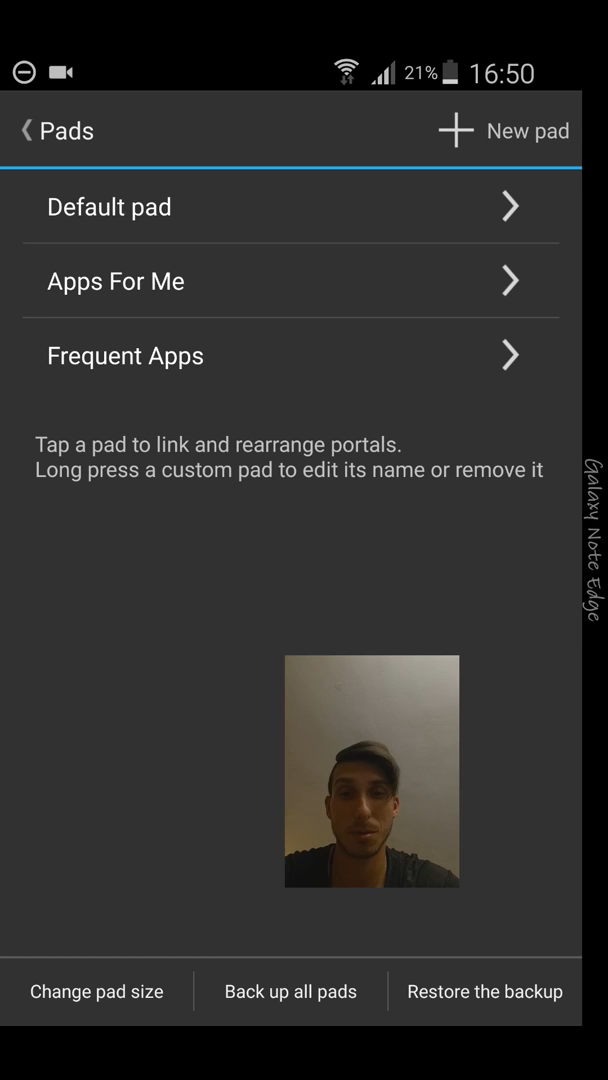 21% 16:50
Pads
New pad
Default pad
Apps For Me
Frequent Apps
Tap a pad to link and rearrange portals.
Long press a custom pad to edit its name or remove it
Galaxy Note Edge
Change pad size
Back up all pads
Restore the backup